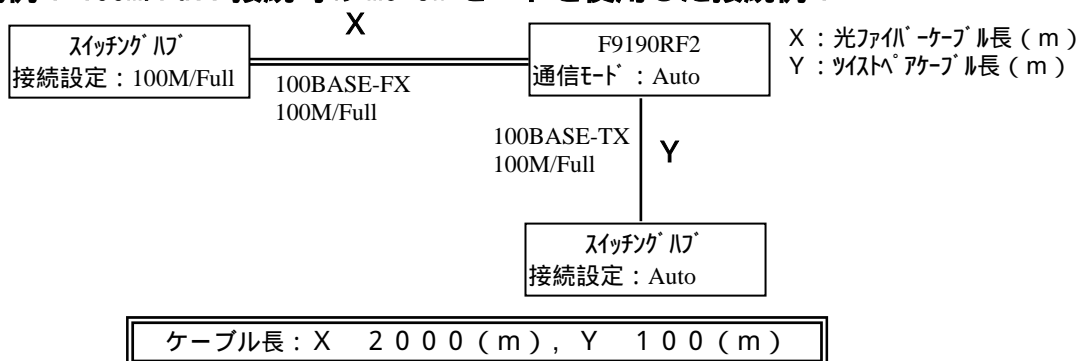 X
スイッチングハブ
接続設定：100M/Full
100BASE-FX
100M/Full
F9190RF2
通信モード：Auto
X：光ファイバーケーブル長（m）
Y：ツイストペアケーブル長（m）
100BASE-TX
100M/Full
Y
スイッチングハブ
接続設定：Auto
ケーブル長：X　２０００（m），Y　１００（m）